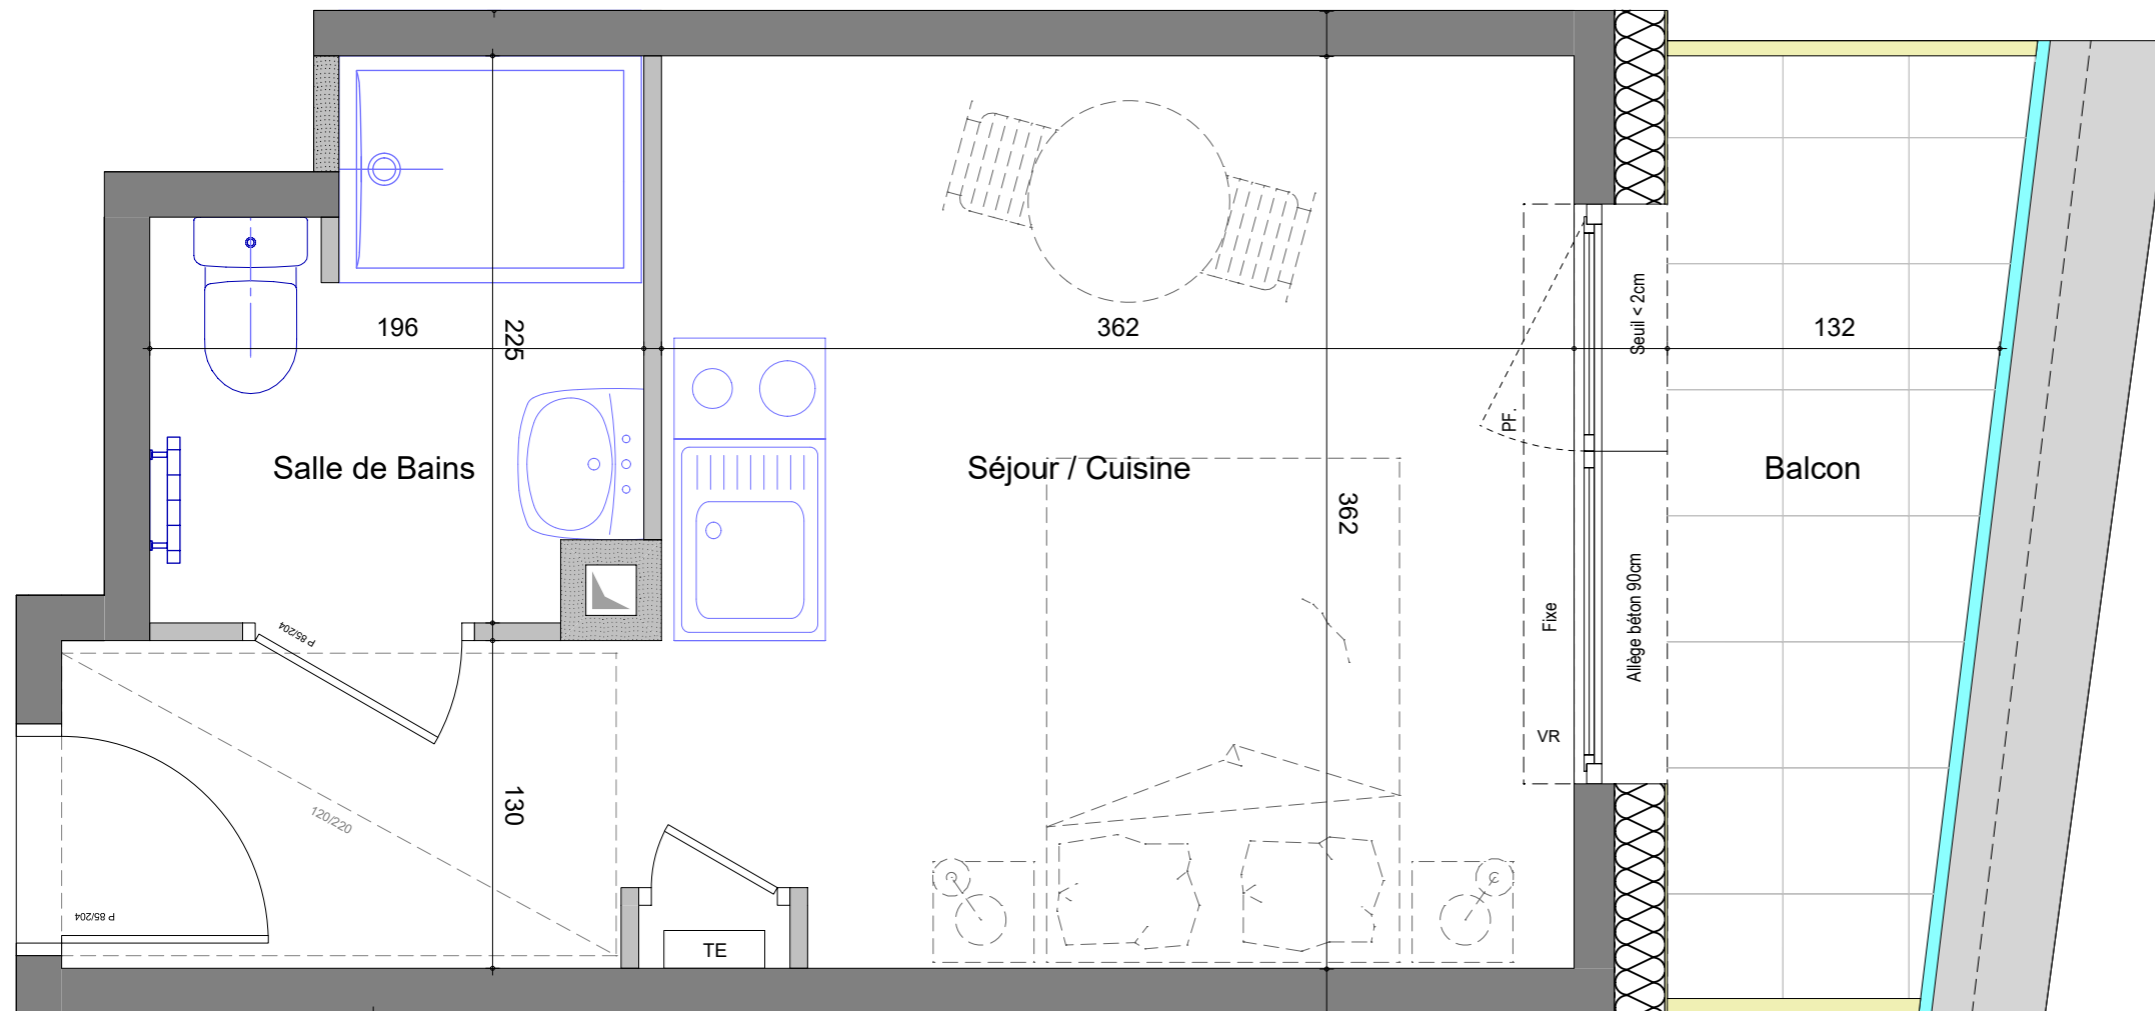 196
225
362
132
Seuil < 2cm
PF.
Salle de Bains
Séjour / Cuisine
Balcon
362
Fixe
Allège béton 90cm
P 85/204
VR
130
120/220
P 85/204
TE